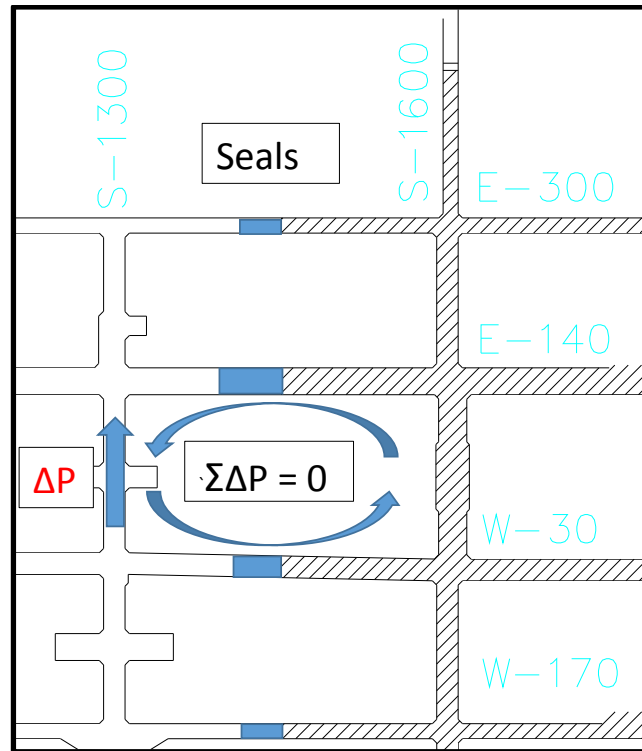 S-1300
S-1600
Seals
E-300
E-140
ΔP
`ΣΔP = 0
W-30
W-170